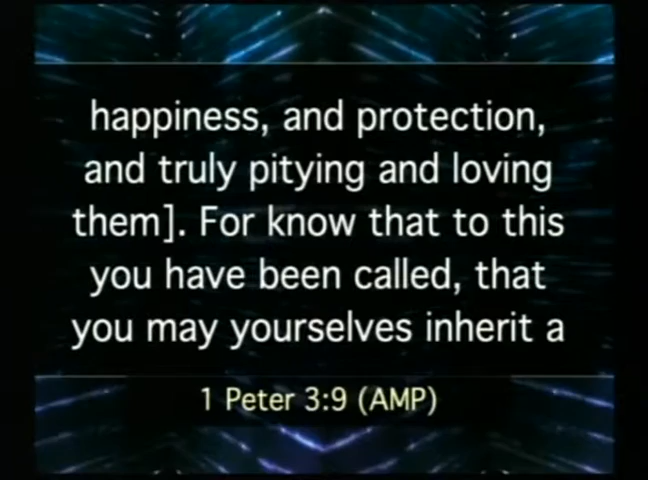 happiness, and protection,
and truly pitying and loving
them]. For know that to this
you have been called, that
you may yourselves inherit a
1 Peter 3:9 (AMP)